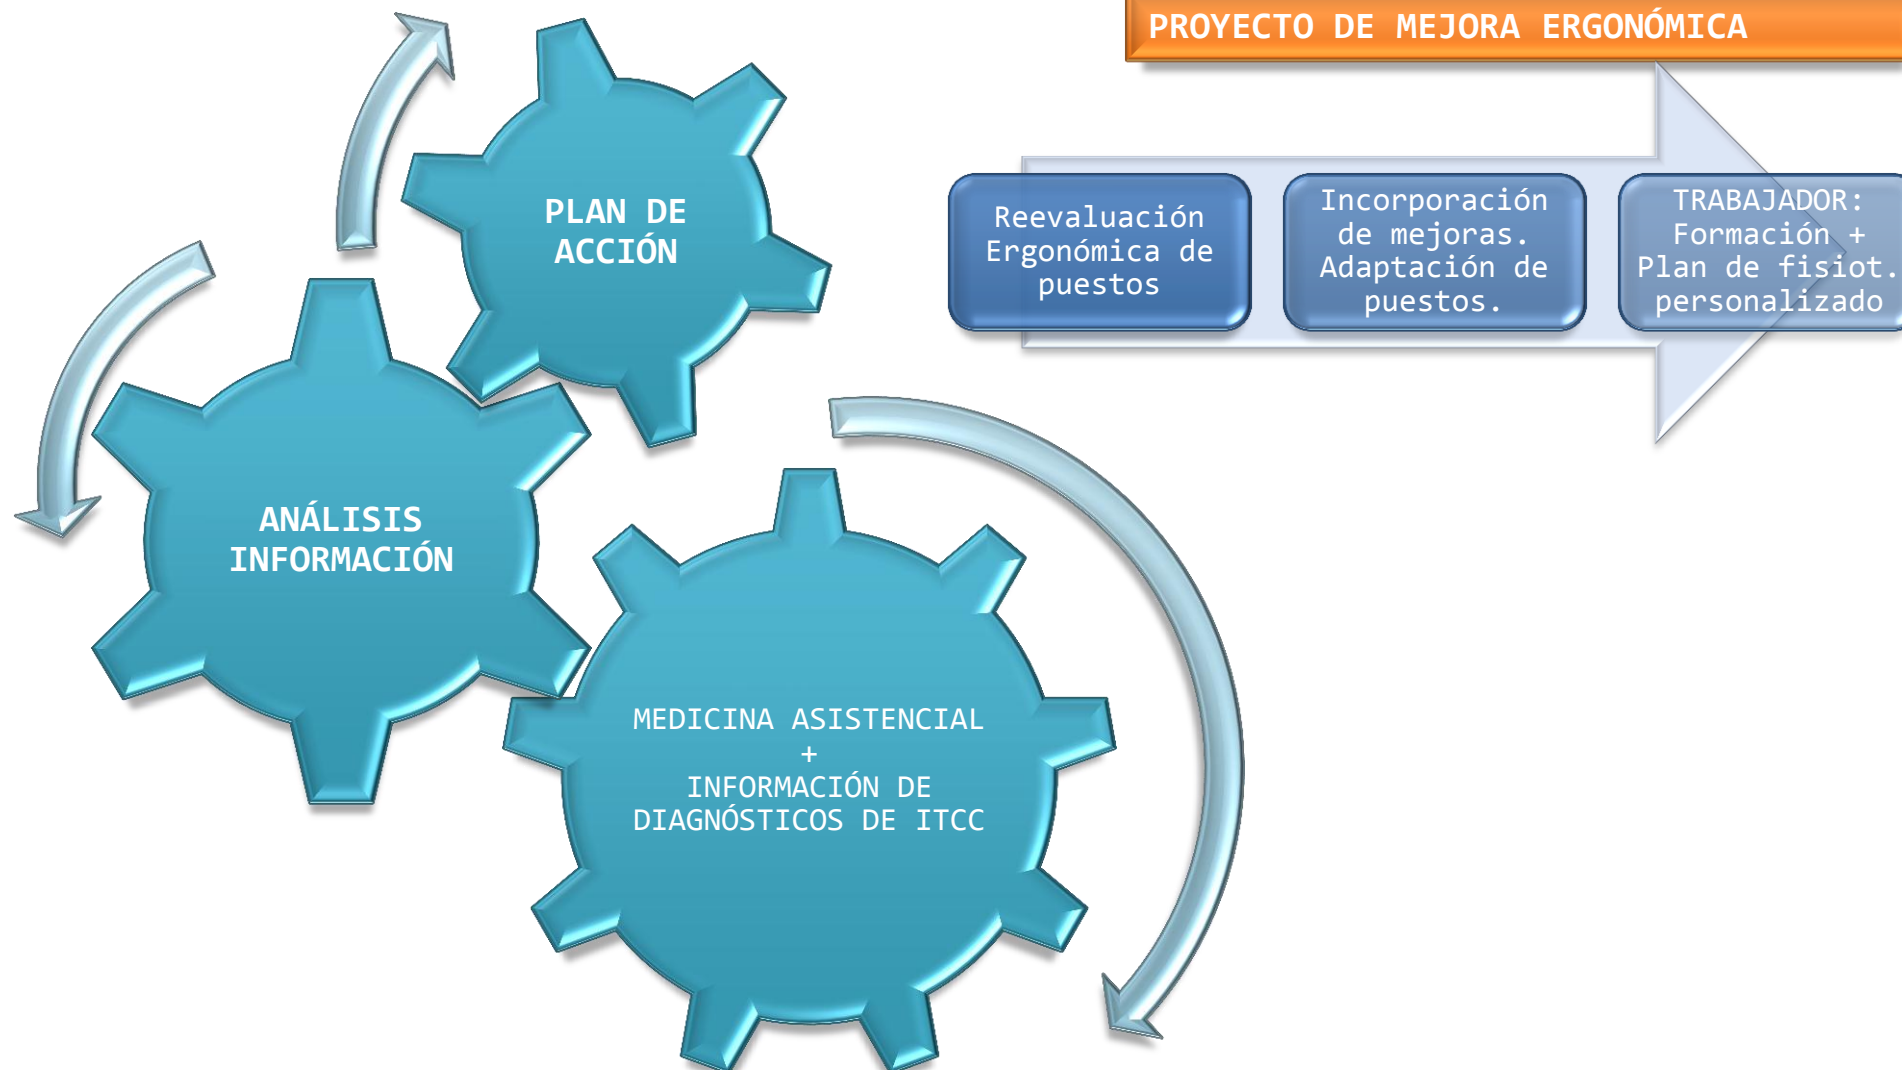 PROYECTO DE MEJORA ERGONÓMICA
PLAN DE
ACCIÓN
Reevaluación
Ergonómica de
puestos
Incorporación
de mejoras.
Adaptación de
puestos.
TRABAJADOR:
Formación +
Plan de fisiot.
personalizado
ANÁLISIS
INFORMACIÓN
MEDICINA ASISTENCIAL
+
INFORMACIÓN DE
DIAGNÓSTICOS DE ITCC